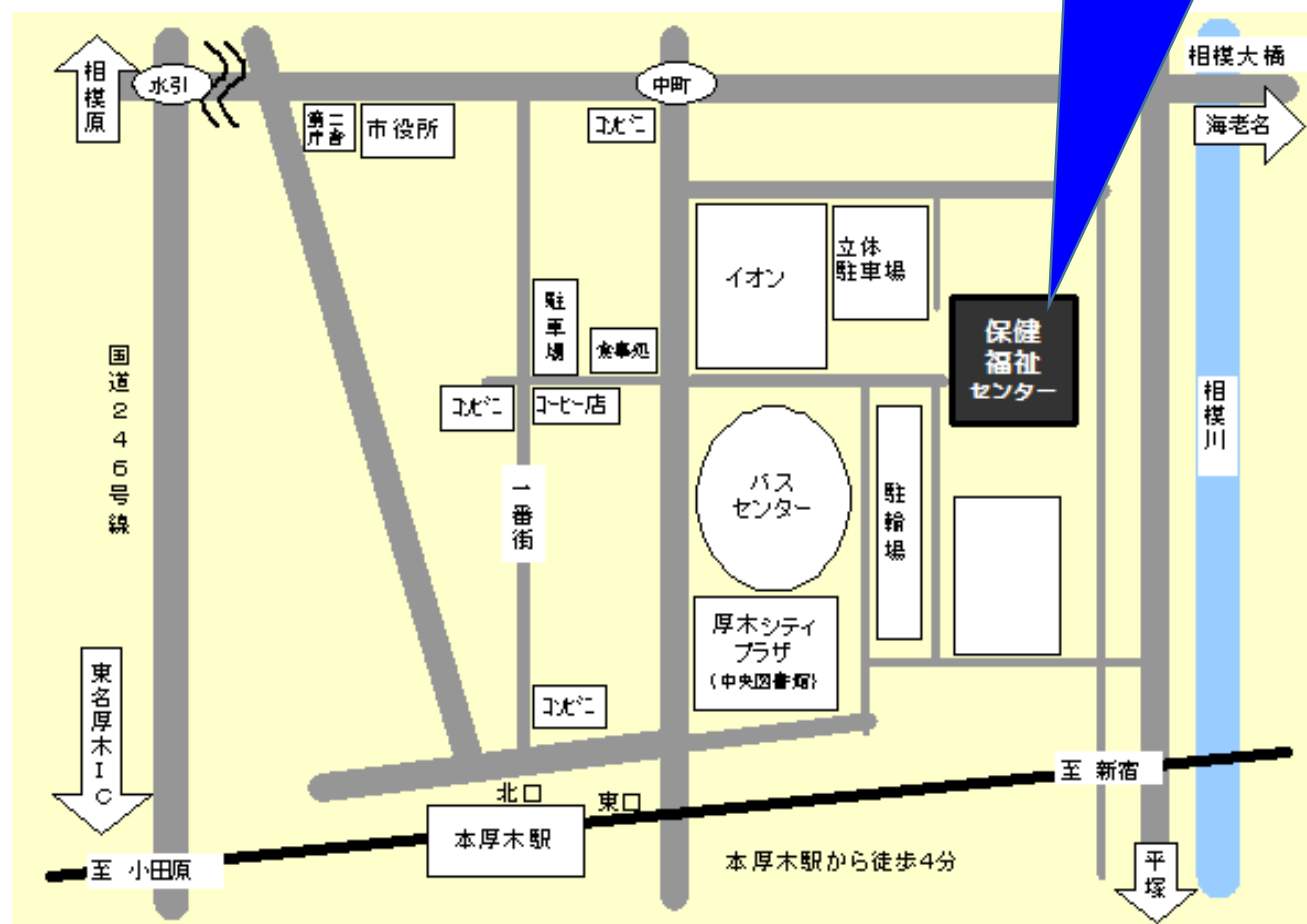 相模大橋
相模原
水引
中町
海老名
第二
庁舎
市役所
コンビニ
イオン
立体
駐車場
駐車場
食事処
保健
福祉
センター
国道246号線
コンビニ
コーヒー店
相模川
一番街
バス
センター
駐輪場
厚木シティ
プラザ
(中央図書館)
東名厚木IC
コンビニ
至 新宿
北口
東口
本厚木駅
至 小田原
本厚木駅から徒歩4分
平塚